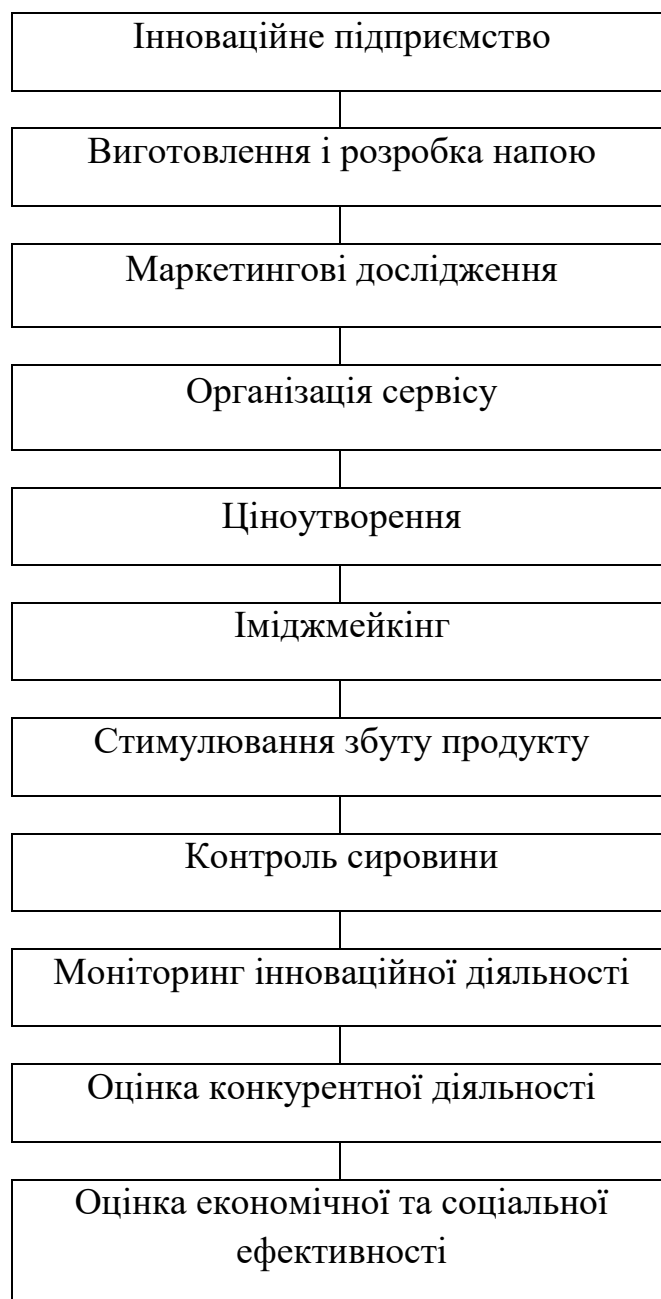 Інноваційне підприємство
Виготовлення і розробка напою
Маркетингові дослідження
Організація сервісу
Ціноутворення
Іміджмейкінг
Стимулювання збуту продукту
Контроль сировини
Моніторинг інноваційної діяльності
Оцінка конкурентної діяльності
Оцінка економічної та соціальної
ефективності